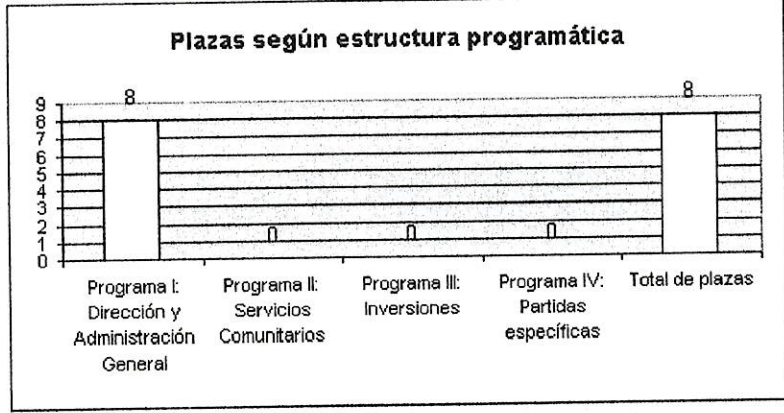 Plazas según estructura programática
8
8
9
8
7
6
5
4
3
2
1
0
0
0
0
Programa I: Dirección y Administración General
Programa II: Servicios Comunitarios
Programa III: Inversiones
Programa IV: Partidas específicas
Total de plazas